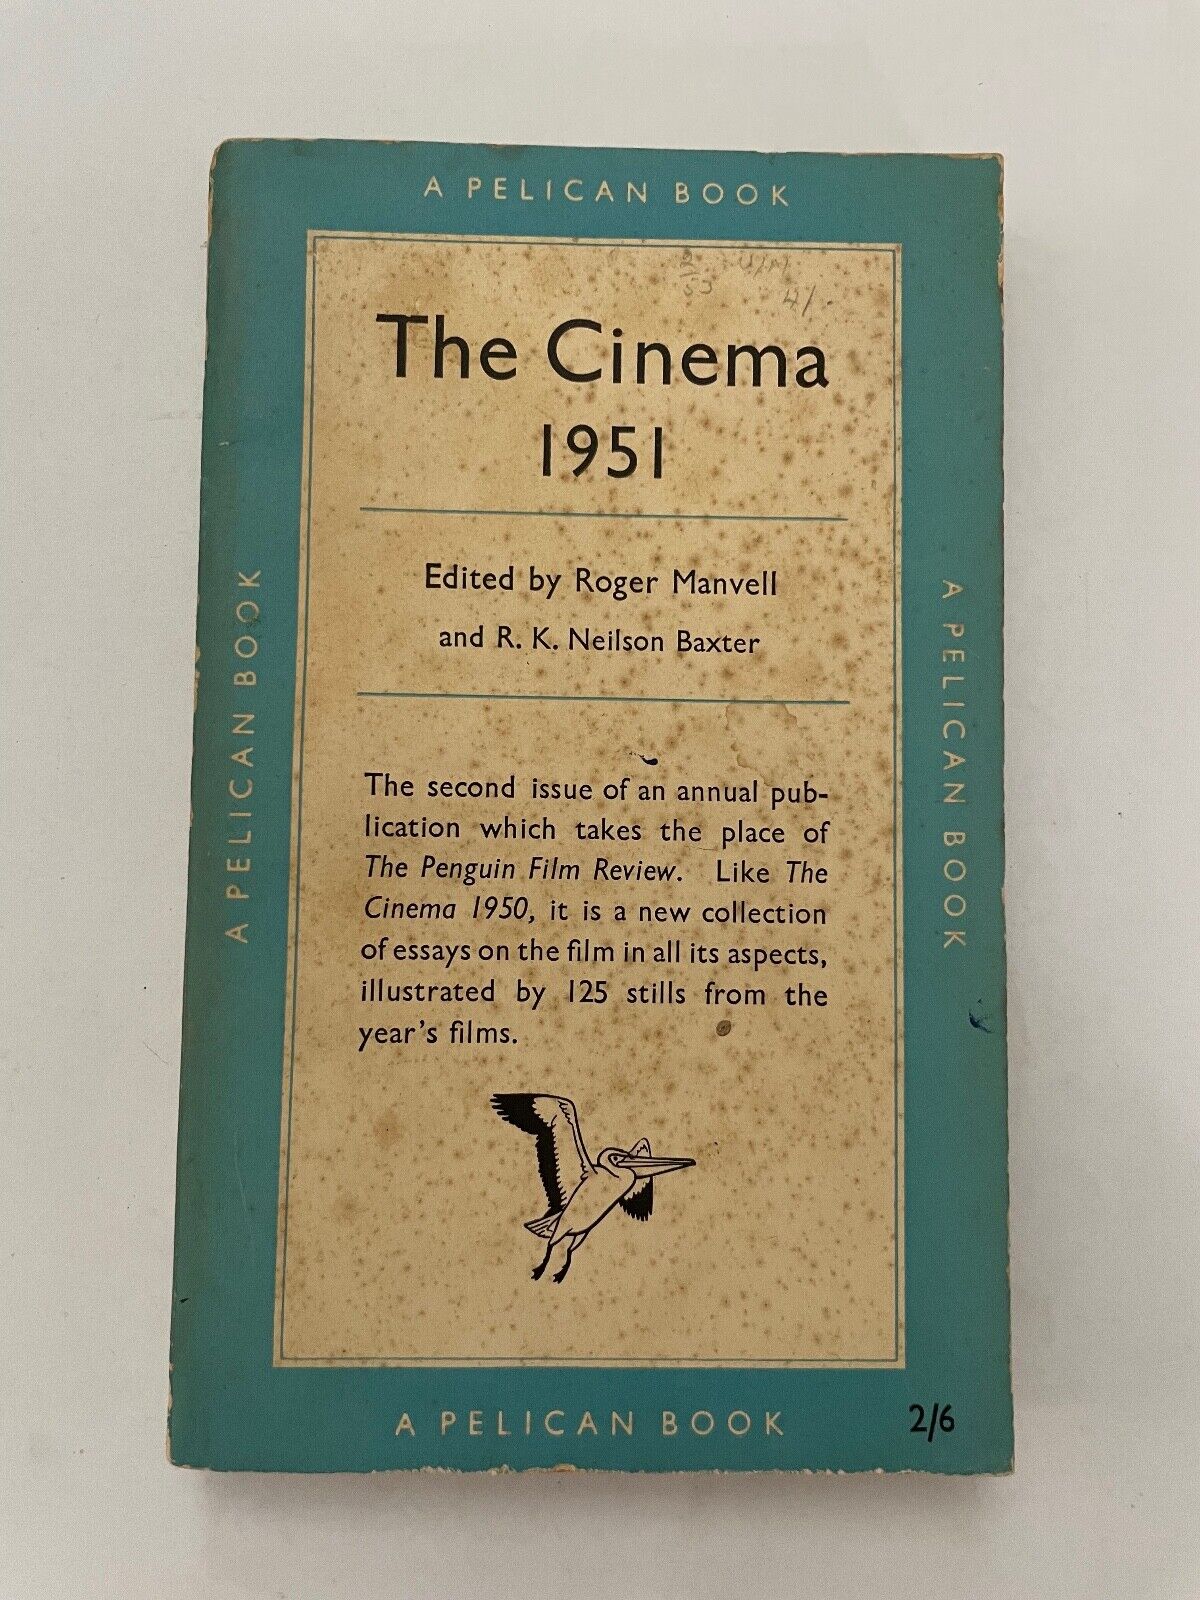 A PELICAN BOOK
2
53
4/-
The Cinema
1951
Edited by Roger Manvell
and R. K. Neilson Baxter
The second issue of an annual pub-
lication which takes the place of
The Penguin Film Review. Like The
Cinema 1950, it is a new collection
of essays on the film in all its aspects,
illustrated by 125 stills from the
year's films.
A PELICAN BOOK
A PELICAN BOOK
A PELICAN BOOK
2/6